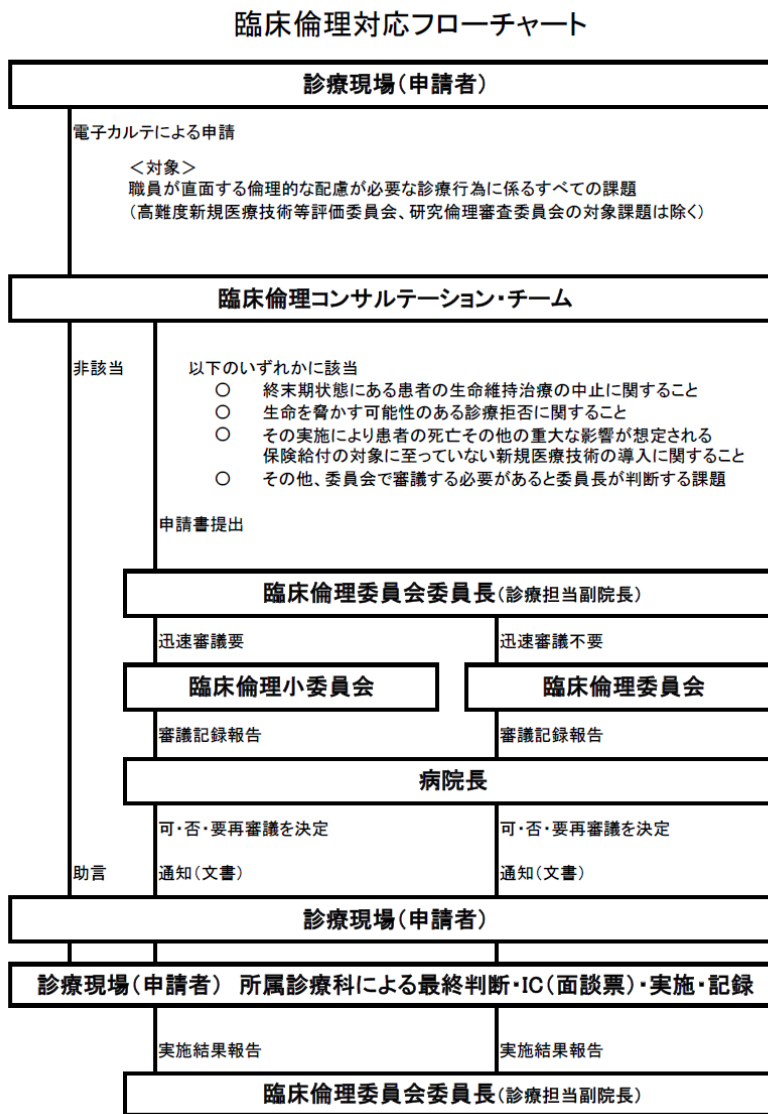 臨床倫理対応フローチャート
診療現場(申請者)
電子カルテによる申請
＜対象＞
職員が直面する倫理的な配慮が必要な診療行為に係るすべての課題
(高難度新規医療技術等評価委員会、研究倫理審査委員会の対象課題は除く)
臨床倫理コンサルテーション・チーム
非該当
以下のいずれかに該当
○ 終末期状態にある患者の生命維持治療の中止に関すること
○ 生命を脅かす可能性のある診療拒否に関すること
○ その実施により患者の死亡その他の重大な影響が想定される
保険給付の対象に至っていない新規医療技術の導入に関すること
○ その他、委員会で審議する必要があると委員長が判断する課題
申請書提出
臨床倫理委員会委員長(診療担当副院長)
迅速審議要 迅速審議不要
臨床倫理小委員会 臨床倫理委員会
審議記録報告 審議記録報告
病院長
可・否・要再審議を決定 可・否・要再審議を決定
助言 通知(文書) 通知(文書)
診療現場(申請者)
診療現場(申請者) 所属診療科による最終判断・IC(面談票)・実施・記録
実施結果報告 実施結果報告
臨床倫理委員会委員長(診療担当副院長)